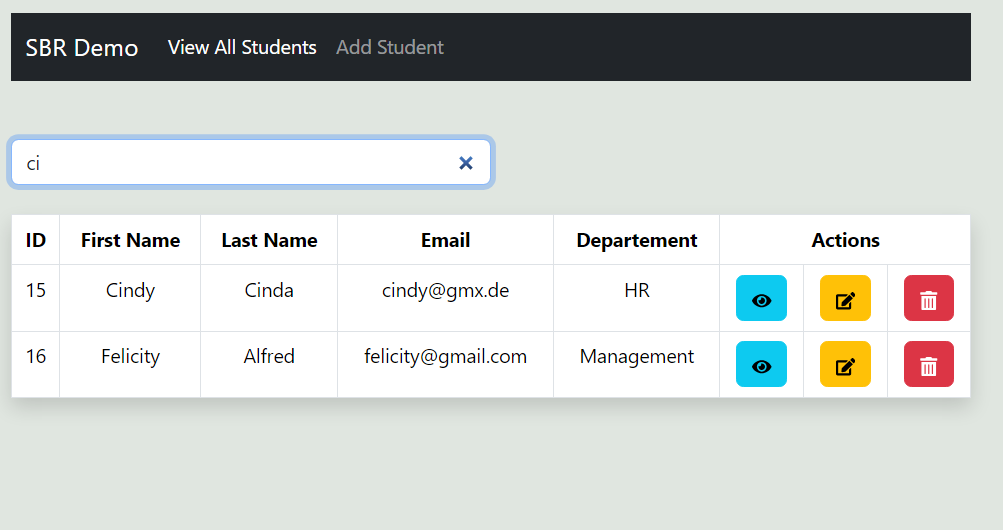 SBR Demo View All Students Add Student
ci
ID First Name Last Name Email Departement Actions
15 Cindy Cinda cindy@gmx.de HR
16 Felicity Alfred felicity@gmail.com Management